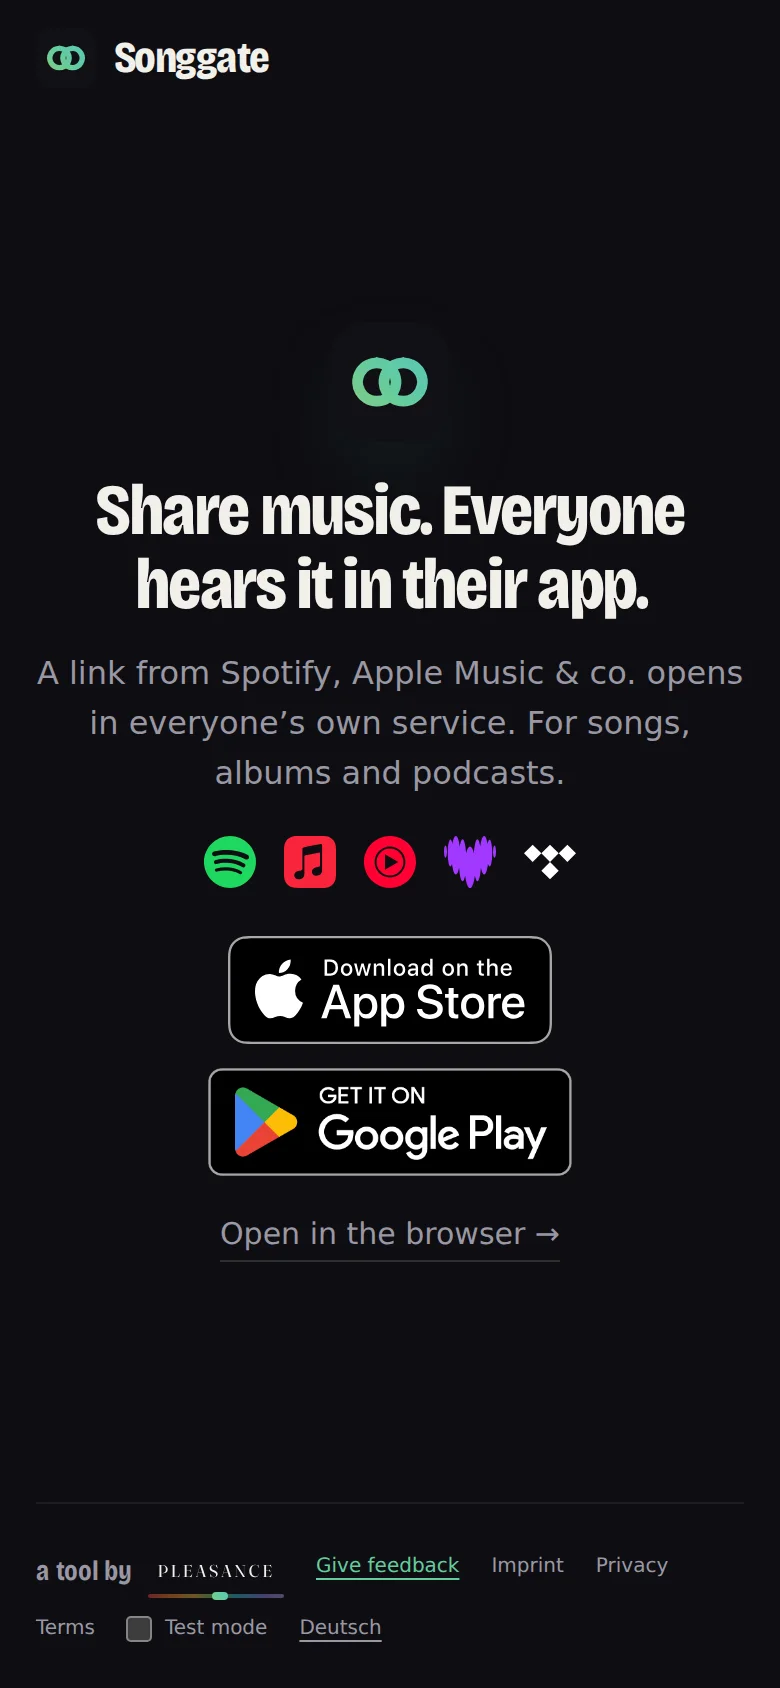 Songgate
Share music. Everyone
hears it in their app.
A link from Spotify, Apple Music & co. opens
in everyone’s own service. For songs,
albums and podcasts.
Download on the
App Store
GET IT ON
Google Play
Open in the browser →
a tool by PLEASANCE Give feedback Imprint Privacy
Terms Test mode Deutsch